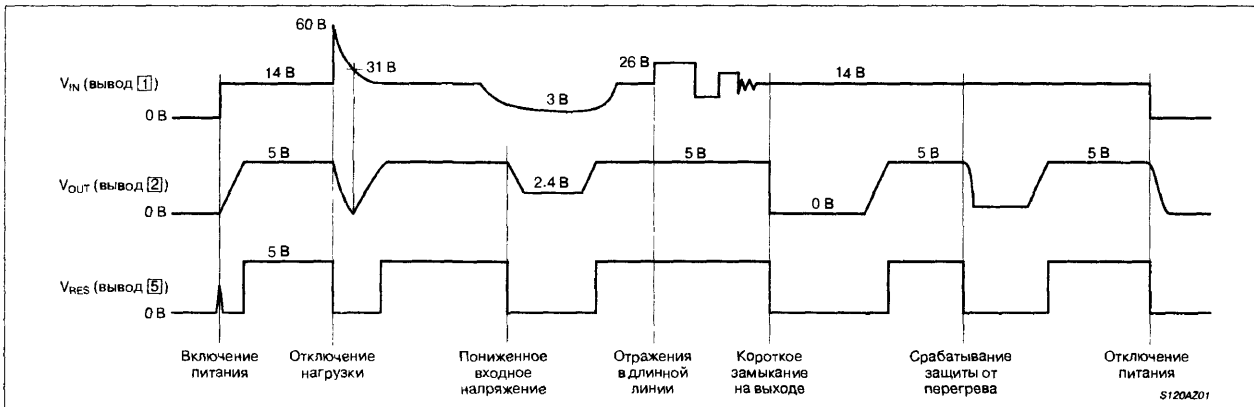 60 В
31 В
14 В
26 В
14 В
3 В
V_IN (вывод 1)
0 В
5 В
5 В
5 В
5 В
2.4 В
V_OUT (вывод 2)
0 В
0 В
5 В
V_RES (вывод 5)
0 В
Включение
питания
Отключение
нагрузки
Пониженное
входное
напряжение
Отражения
в длинной
линии
Короткое
замыкание
на выходе
Срабатывание
защиты от
перегрева
Отключение
питания
S120AZ01